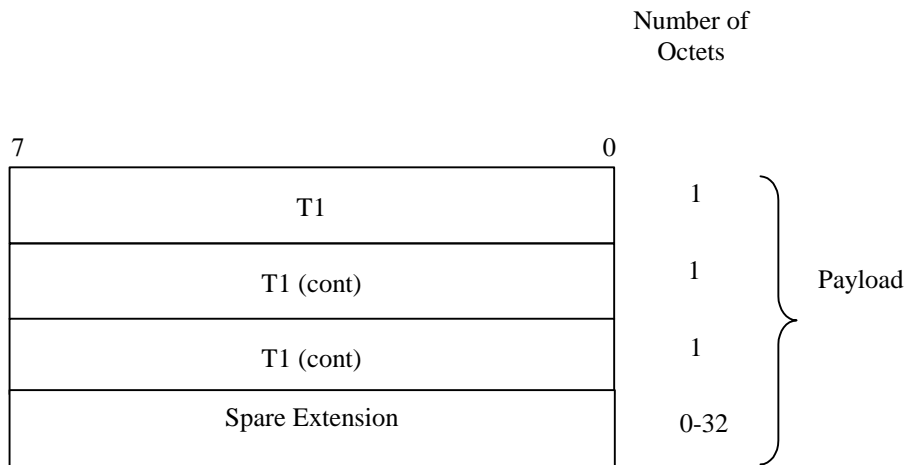 Number of
Octets
7 0
T1 1
T1 (cont) 1
Payload
T1 (cont) 1
Spare Extension 0-32